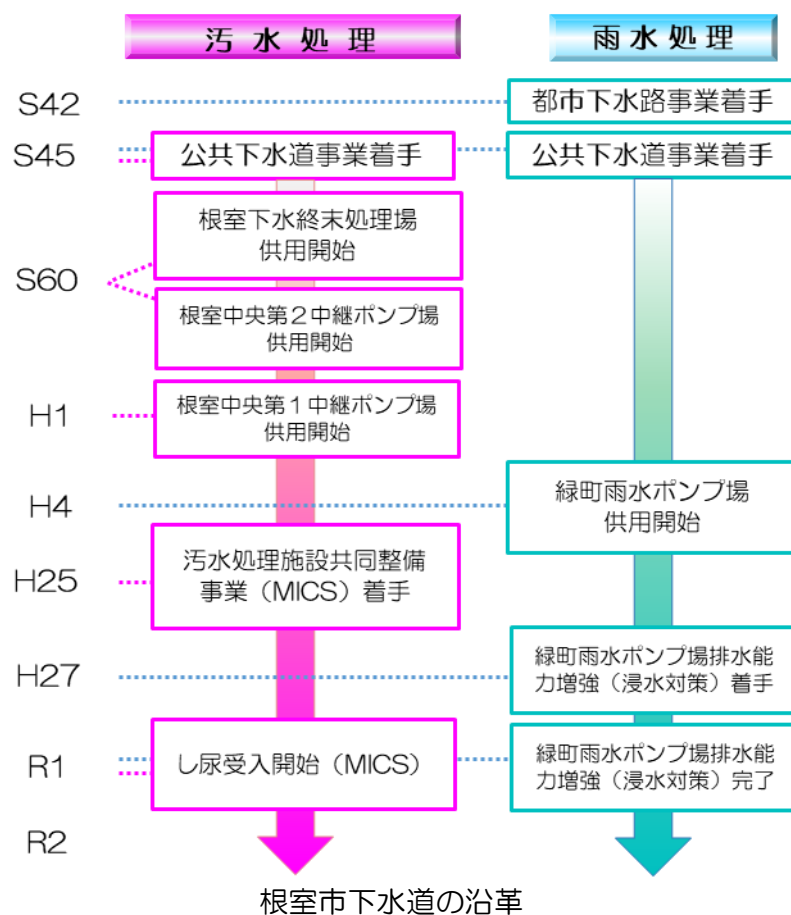 汚水処理
雨水処理
S42
都市下水路事業着手
S45
公共下水道事業着手
公共下水道事業着手
S60
根室下水終末処理場
供用開始
根室中央第２中継ポンプ場
供用開始
H1
根室中央第１中継ポンプ場
供用開始
H4
緑町雨水ポンプ場
供用開始
H25
汚水処理施設共同整備
事業（MICS）着手
H27
緑町雨水ポンプ場排水能
力増強（浸水対策）着手
R1
し尿受入開始（MICS）
緑町雨水ポンプ場排水能
力増強（浸水対策）完了
R2
根室市下水道の沿革